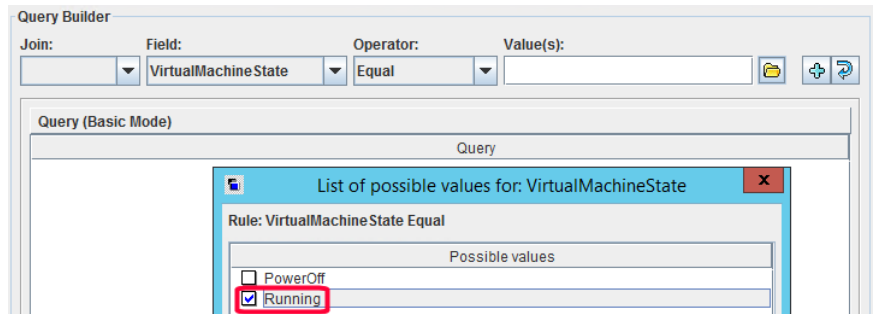 Query Builder
Join: Field: Operator: Value(s):
VirtualMachineState Equal
Query (Basic Mode)
Query
List of possible values for: VirtualMachineState x
Rule: VirtualMachineState Equal
Possible values
PowerOff
Running